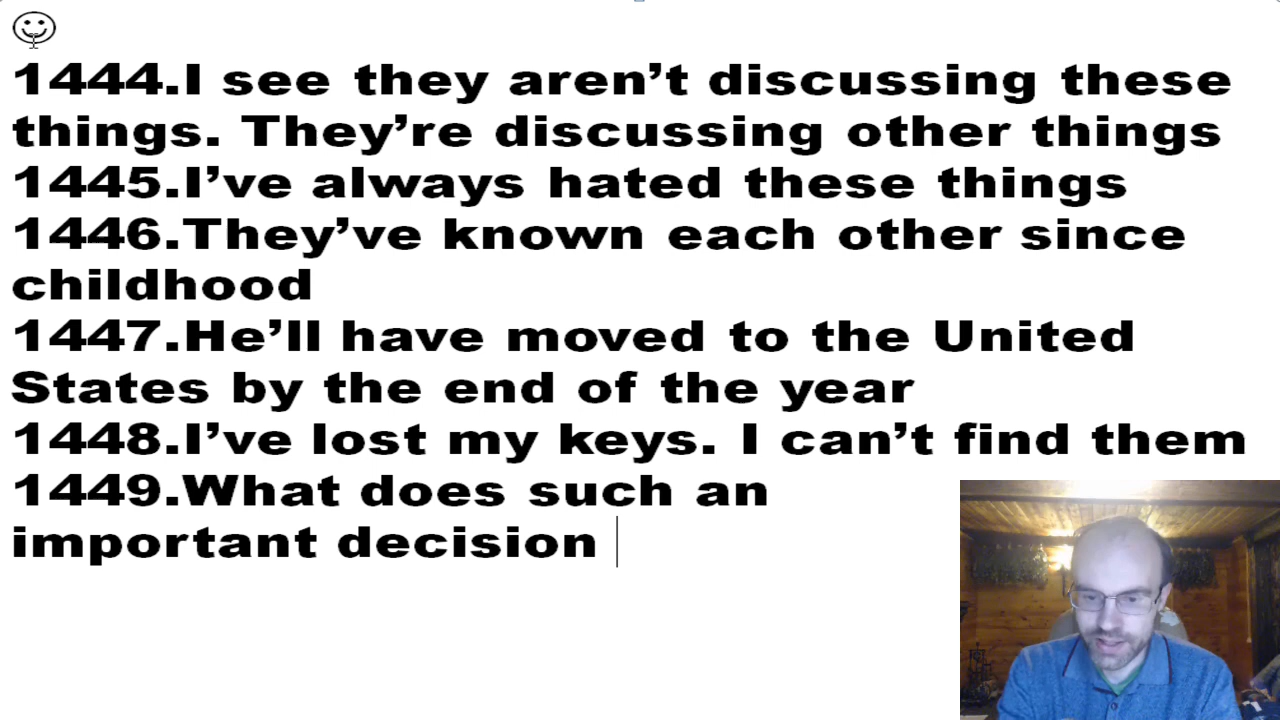 1444.I see they aren’t discussing these
things. They’re discussing other things
1445.I’ve always hated these things
1446.They’ve known each other since
childhood
1447.He’ll have moved to the United
States by the end of the year
1448.I’ve lost my keys. I can’t find them
1449.What does such an
important decision